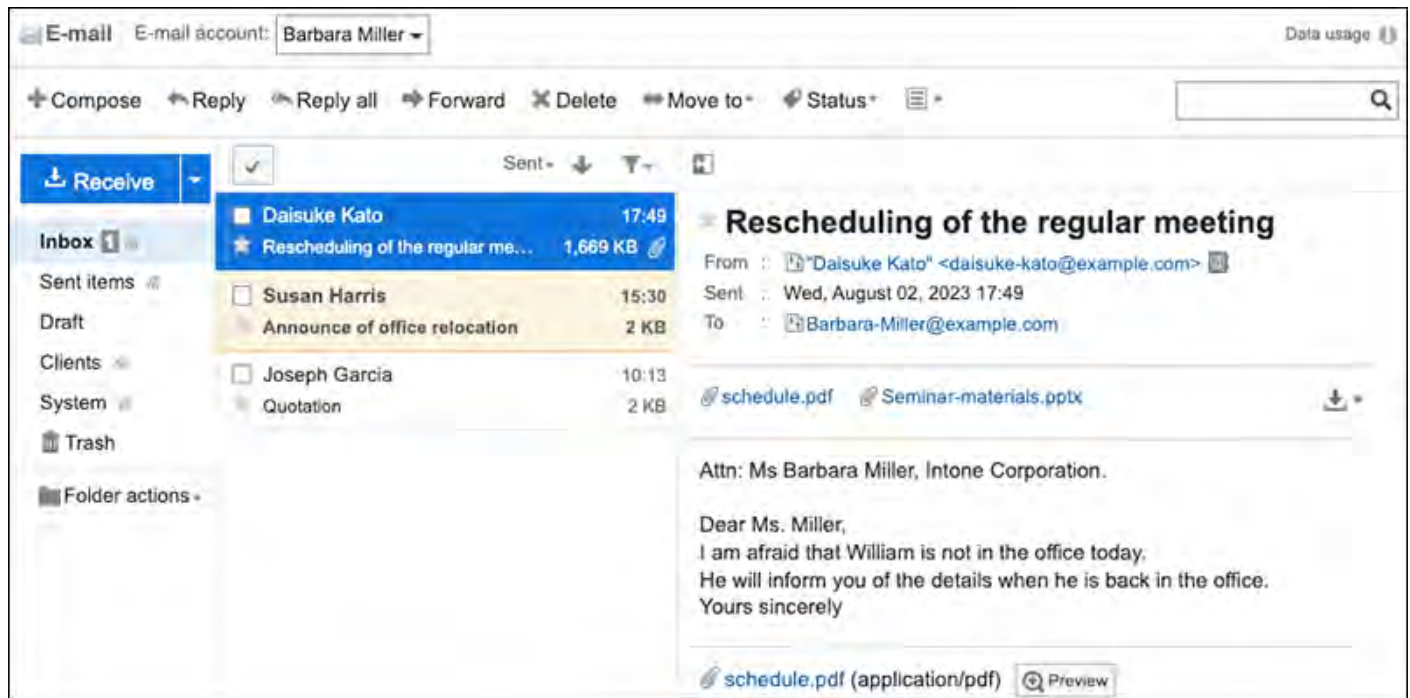 E-mail E-mail account: Barbara Miller
Data usage
Compose Reply Reply all Forward Delete Move to Status
Receive
Inbox 1
Sent items
Draft
Clients
System
Trash
Folder actions
Sent
Daisuke Kato 17:49
Rescheduling of the regular me... 1,669 KB
Susan Harris 15:30
Announce of office relocation 2 KB
Joseph Garcia 10:13
Quotation 2 KB
Rescheduling of the regular meeting
From : "Daisuke Kato" <daisuke-kato@example.com>
Sent : Wed, August 02, 2023 17:49
To : Barbara-Miller@example.com
schedule.pdf Seminar-materials.pptx
Attn: Ms Barbara Miller, Intone Corporation.
Dear Ms. Miller,
I am afraid that William is not in the office today.
He will inform you of the details when he is back in the office.
Yours sincerely
schedule.pdf (application/pdf) Preview